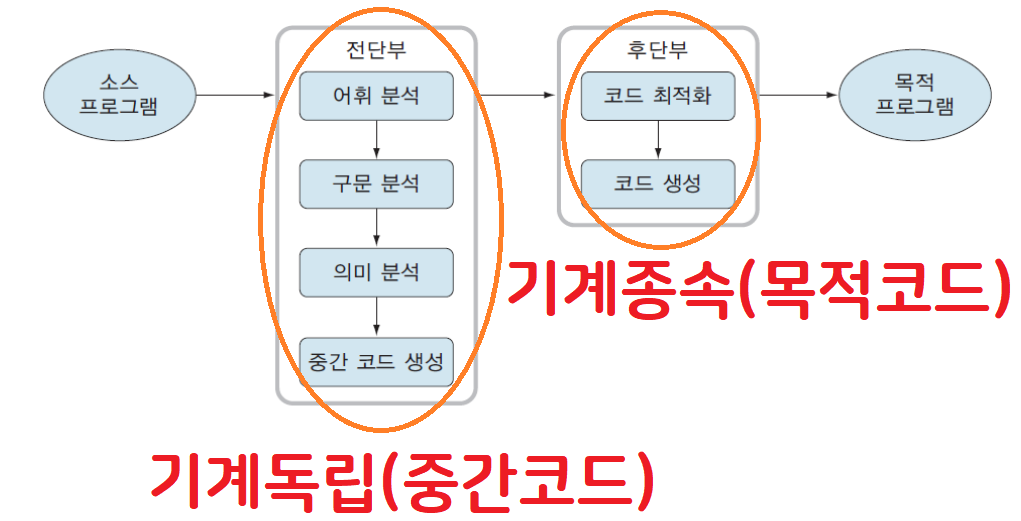 소스
프로그램
전단부
어휘 분석
구문 분석
의미 분석
중간 코드 생성
후단부
코드 최적화
코드 생성
목적
프로그램
기계종속(목적코드)
기계독립(중간코드)